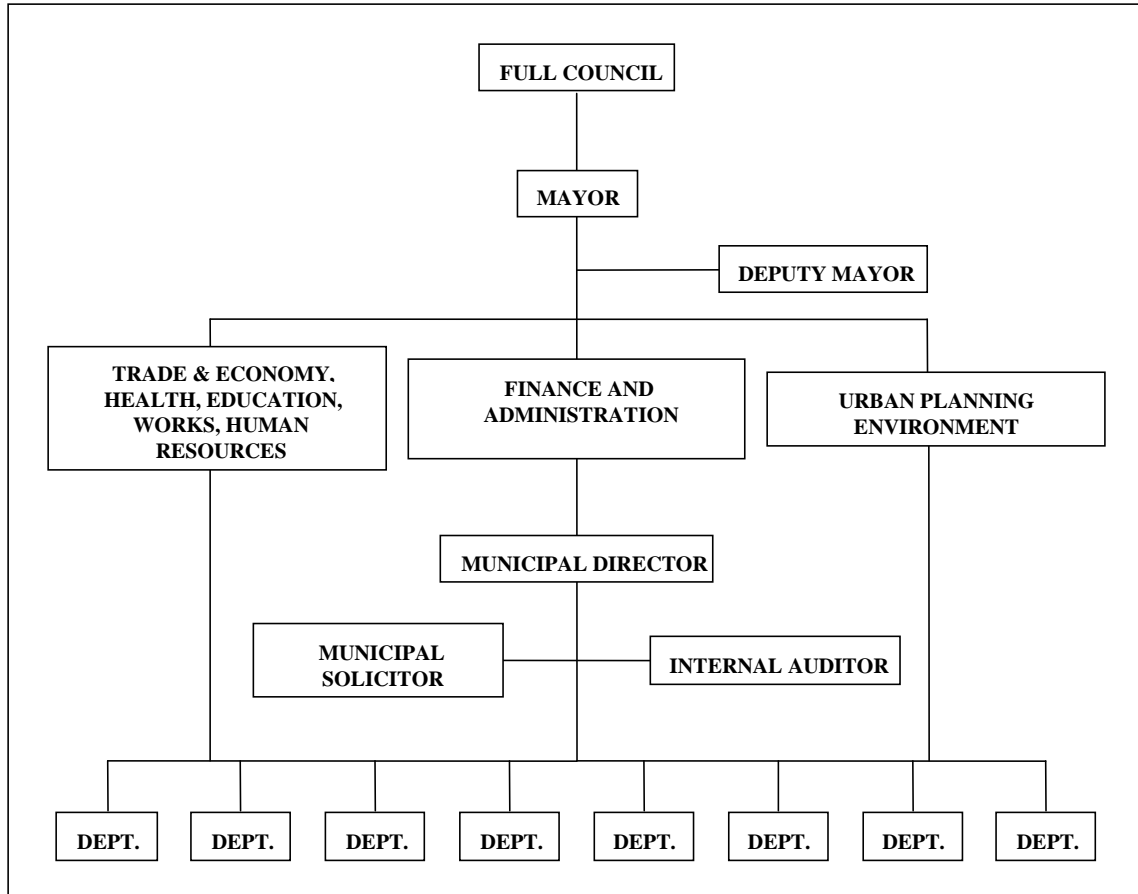 FULL COUNCIL
MAYOR
DEPUTY MAYOR
TRADE & ECONOMY,
HEALTH, EDUCATION,
WORKS, HUMAN
RESOURCES
FINANCE AND
ADMINISTRATION
URBAN PLANNING
ENVIRONMENT
MUNICIPAL DIRECTOR
MUNICIPAL
SOLICITOR
INTERNAL AUDITOR
DEPT.
DEPT.
DEPT.
DEPT.
DEPT.
DEPT.
DEPT.
DEPT.